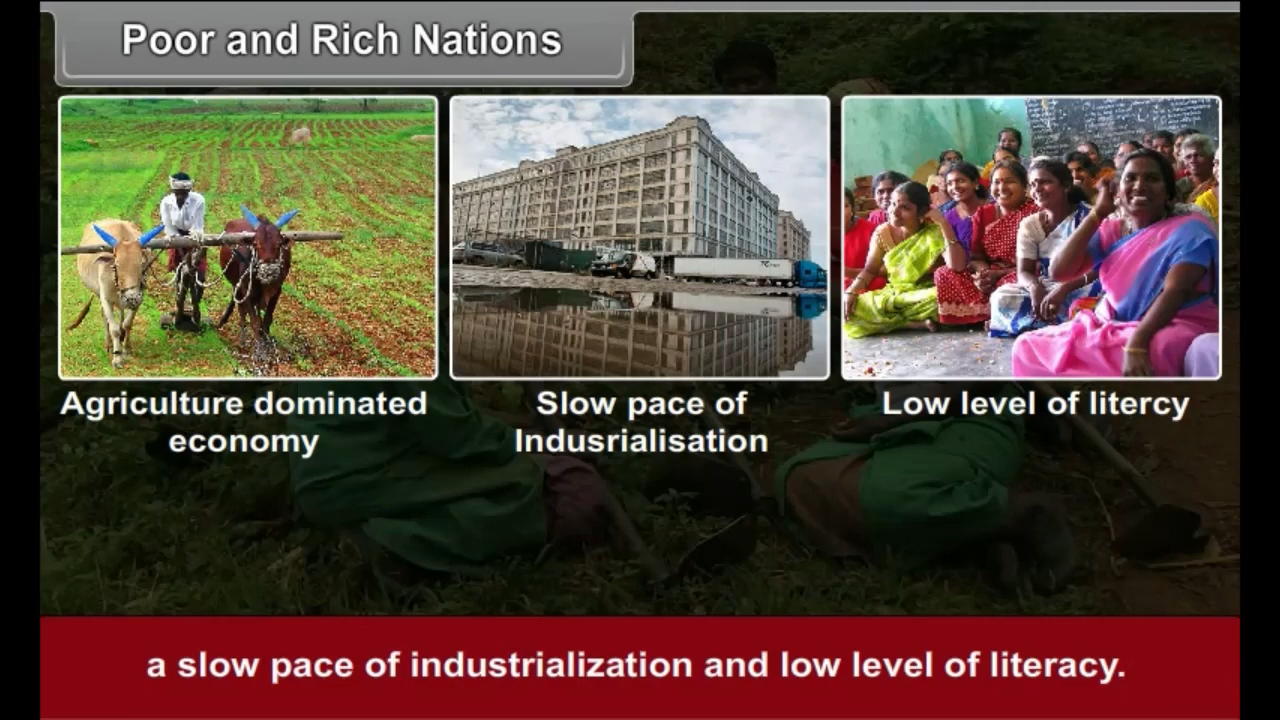 Poor and Rich Nations
Agriculture dominated
economy
Slow pace of
Indusrialisation
Low level of litercy
a slow pace of industrialization and low level of literacy.